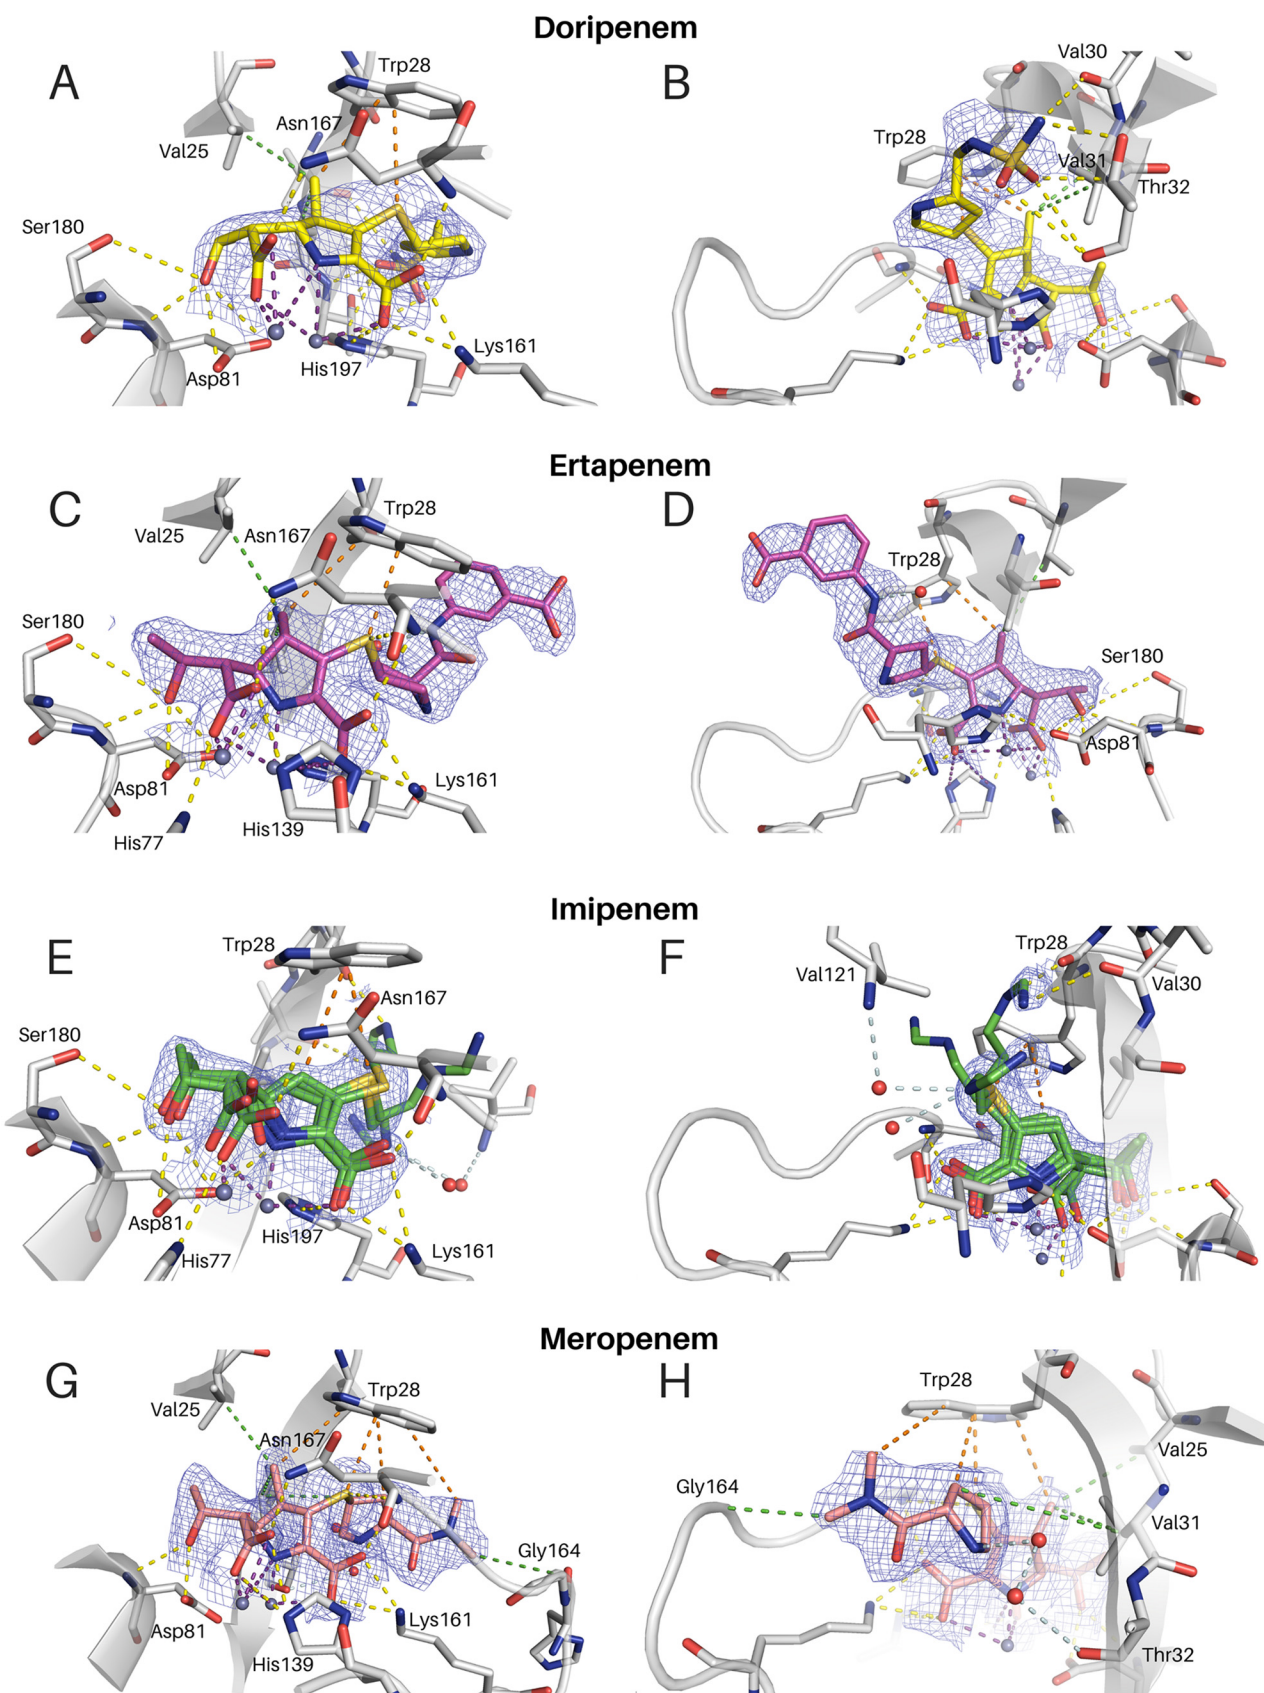 Doripenem
A
Trp28
Asn167
Val25
Ser180
Asp81
His197
Lys161
B
Val30
Trp28
Val31
Thr32
Ertapenem
C
Trp28
Val25
Asn167
Ser180
Asp81
His77
His139
Lys161
D
Trp28
Ser180
Asp81
Imipenem
E
Trp28
Asn167
Ser180
Asp81
His77
His197
Lys161
F
Trp28
Val121
Val30
Meropenem
G
Trp28
Val25
Asn167
Gly164
Asp81
Lys161
His139
H
Trp28
Val25
Gly164
Val31
Thr32